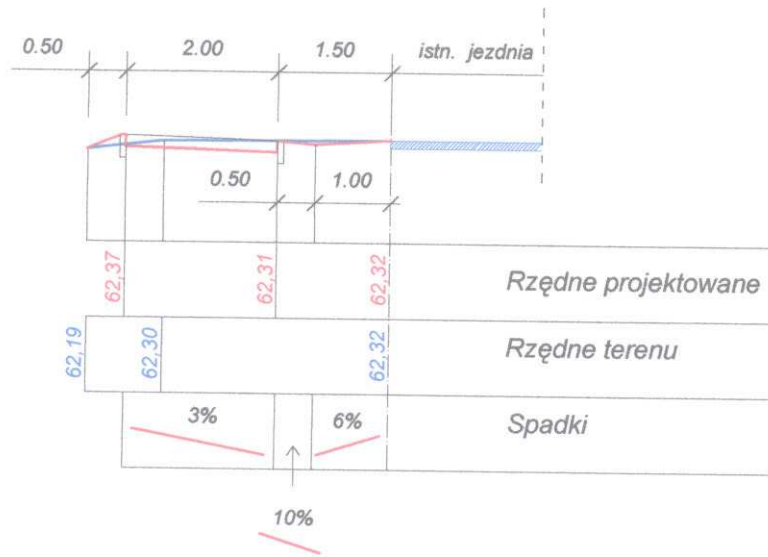 0.50 2.00 1.50 istn. jezdnia
0.50 1.00
62,37 62,31 62,32 Rzędne projektowane
62,19 62,30 62,32 Rzędne terenu
3% 6% Spadki
10%